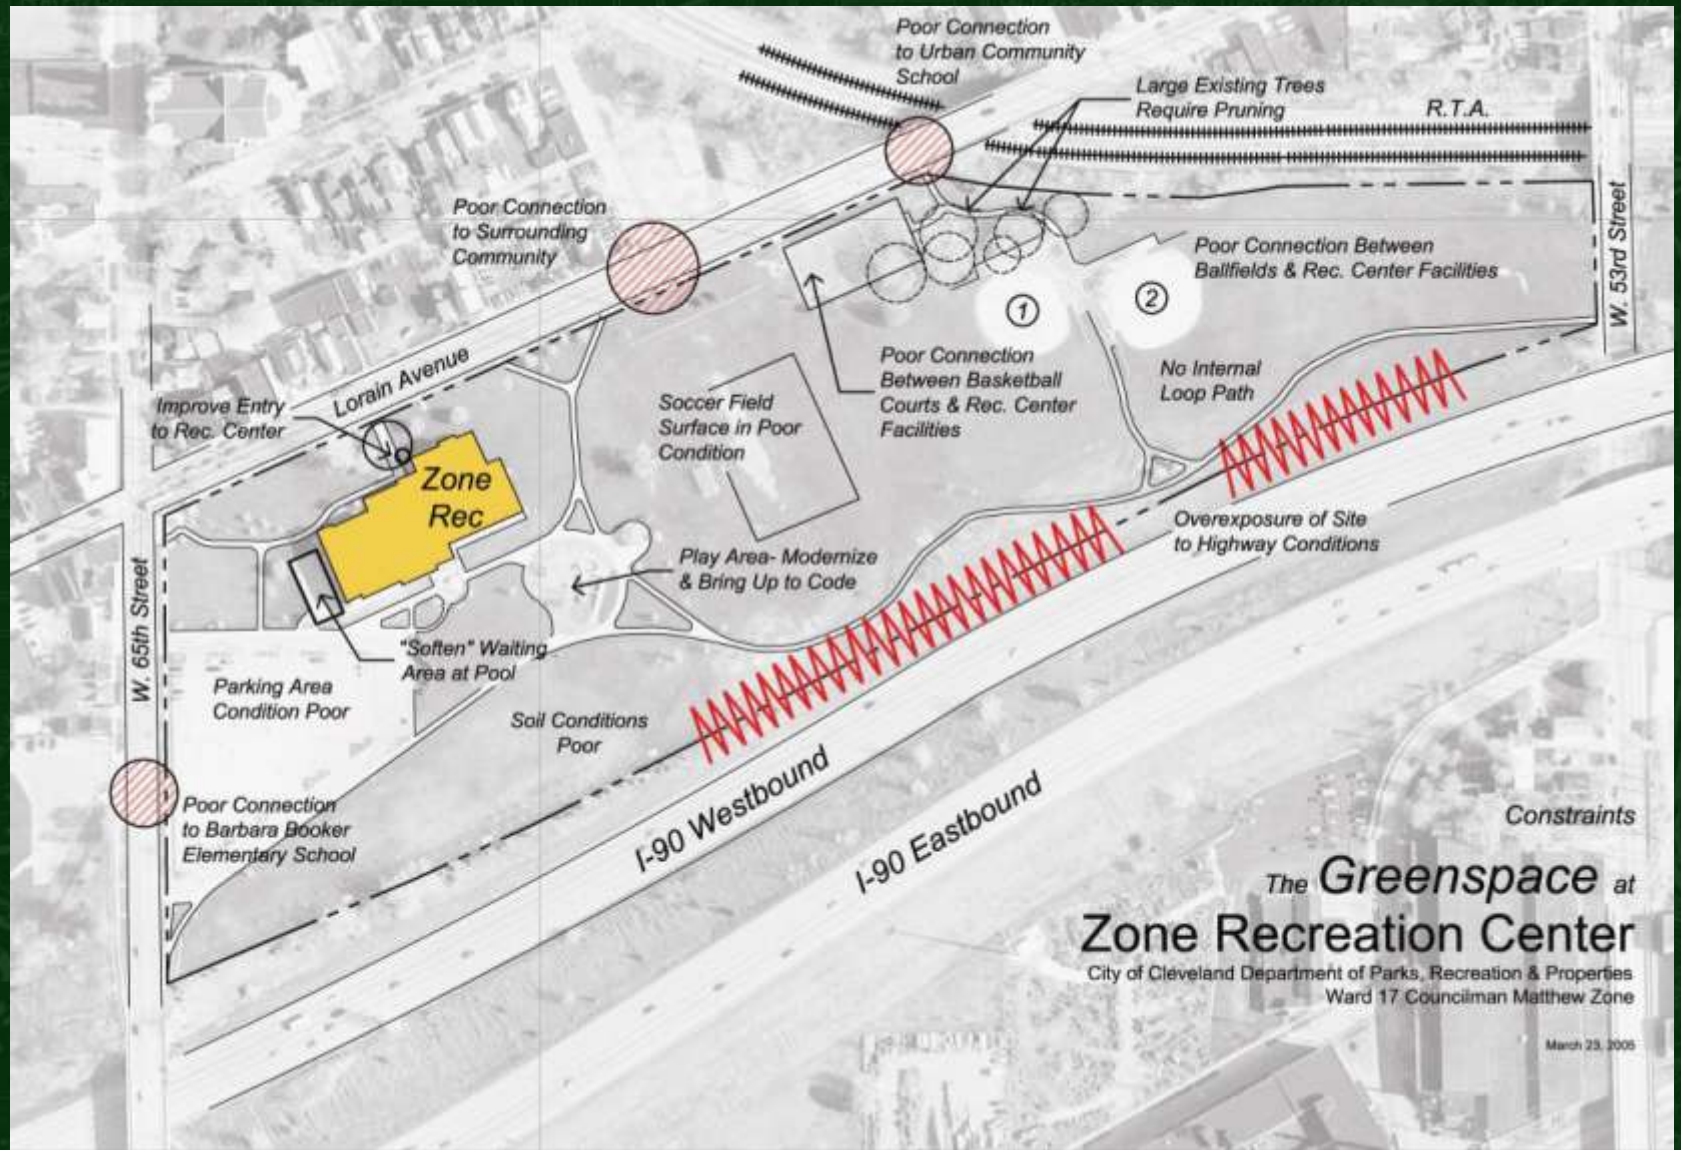 Poor Connection
to Urban Community
School
Large Existing Trees
Require Pruning
R.T.A.
Poor Connection
to Surrounding
Community
W. 53rd Street
Poor Connection Between
Ballfields & Rec. Center Facilities
1
2
Lorain Avenue
Improve Entry
to Rec. Center
Poor Connection
Between Basketball
Courts & Rec. Center
Facilities
No Internal
Loop Path
Soccer Field
Surface in Poor
Condition
Zone
Rec
Overexposure of Site
to Highway Conditions
Play Area- Modernize
& Bring Up to Code
W. 65th Street
"Soften" Waiting
Area at Pool
Parking Area
Condition Poor
Soil Conditions
Poor
Poor Connection
to Barbara Booker
Elementary School
I-90 Westbound
I-90 Eastbound
Constraints
The Greenspace at
Zone Recreation Center
City of Cleveland Department of Parks, Recreation & Properties
Ward 17 Councilman Matthew Zone
March 23, 2005